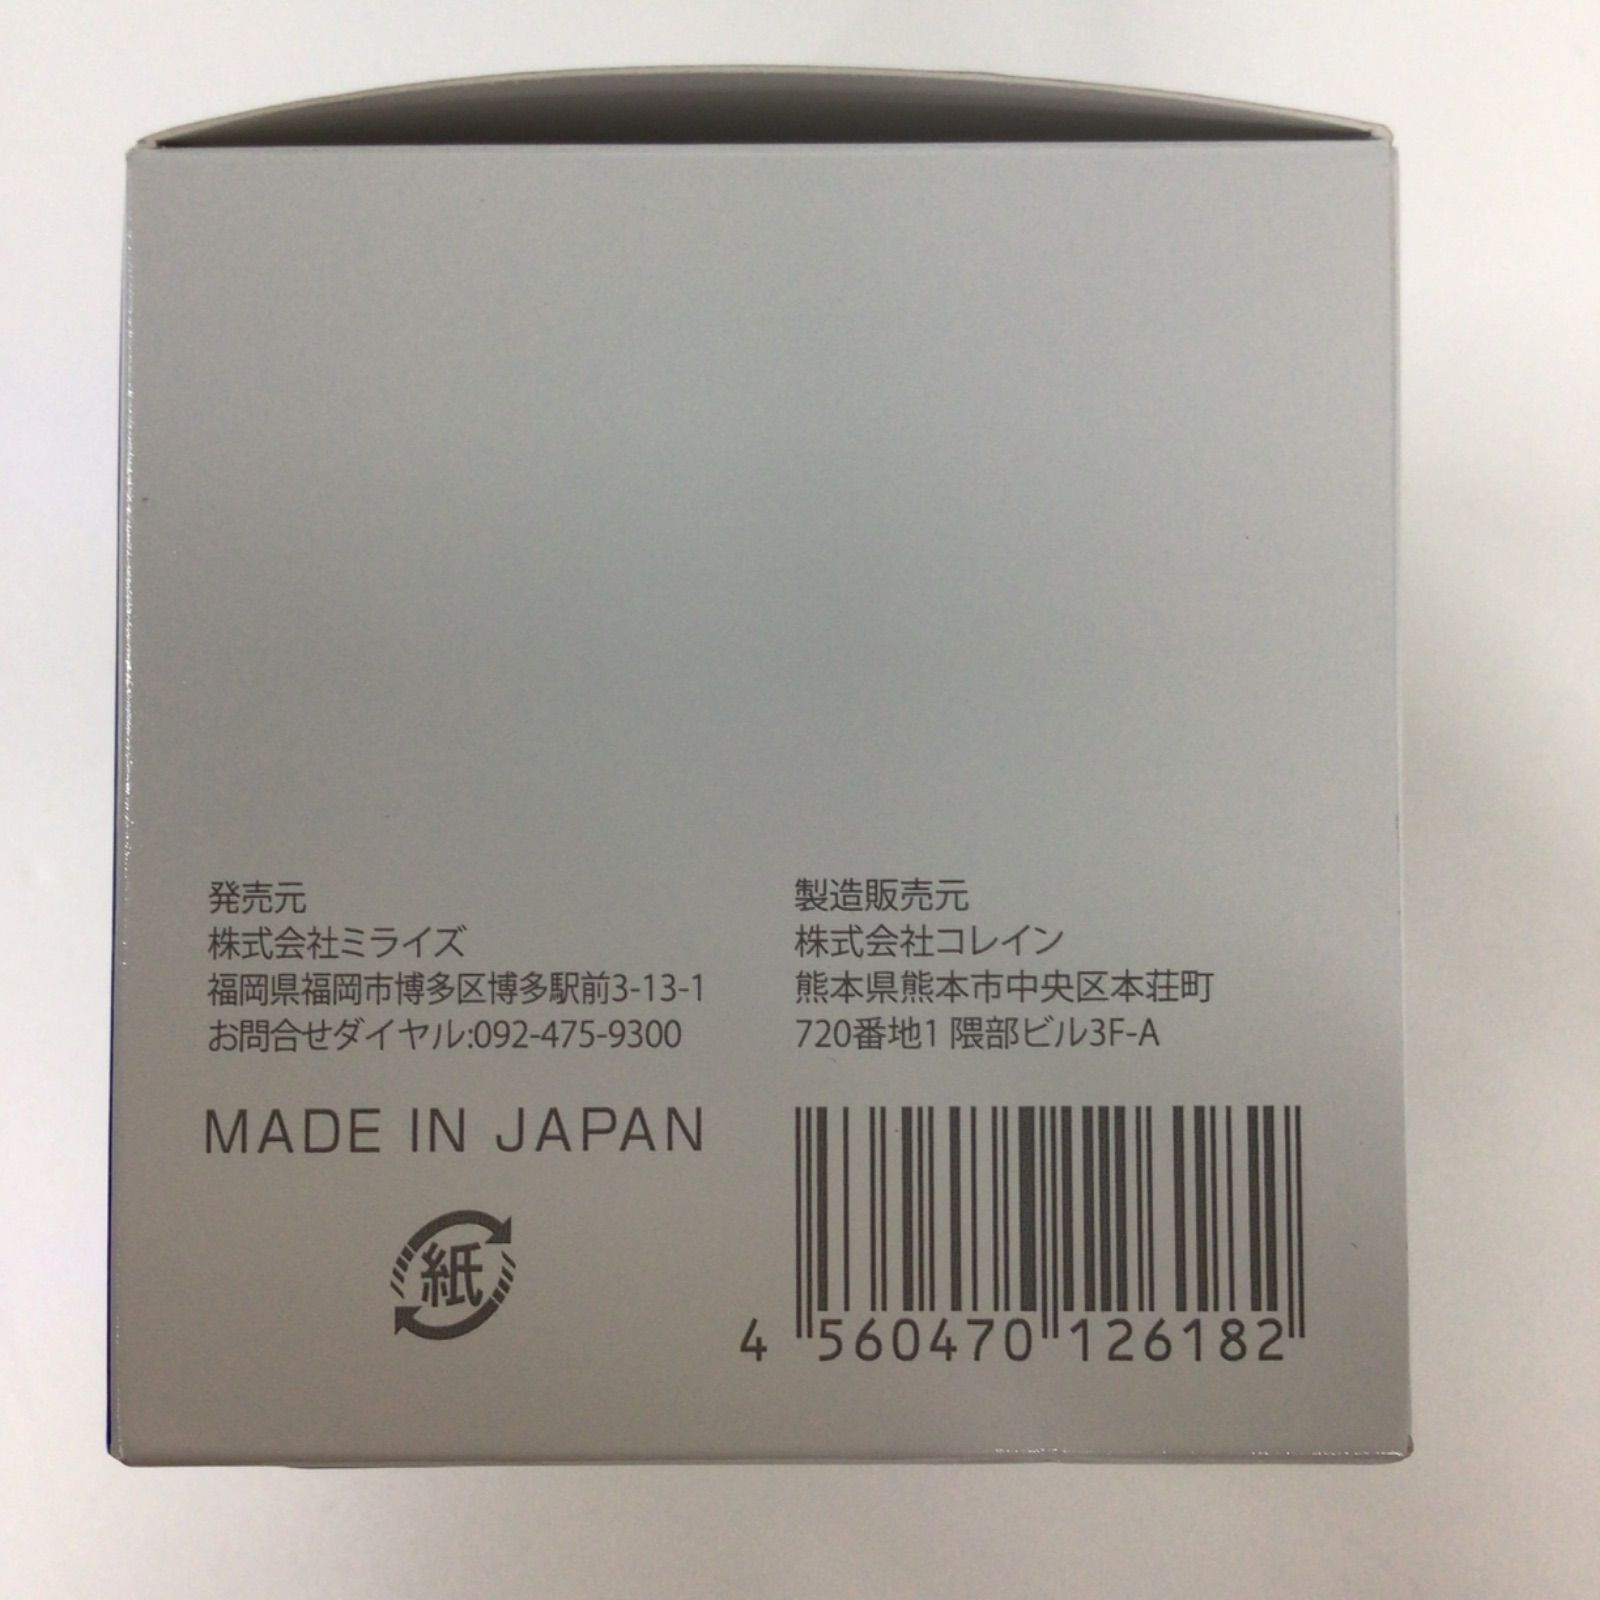 発売元
株式会社ミライズ
福岡県福岡市博多区博多駅前3-13-1
お問合せダイヤル:092-475-9300
製造販売元
株式会社コレイン
熊本県熊本市中央区本荘町
720番地1 隈部ビル3F-A
MADE IN JAPAN
紙
4 560470 126182